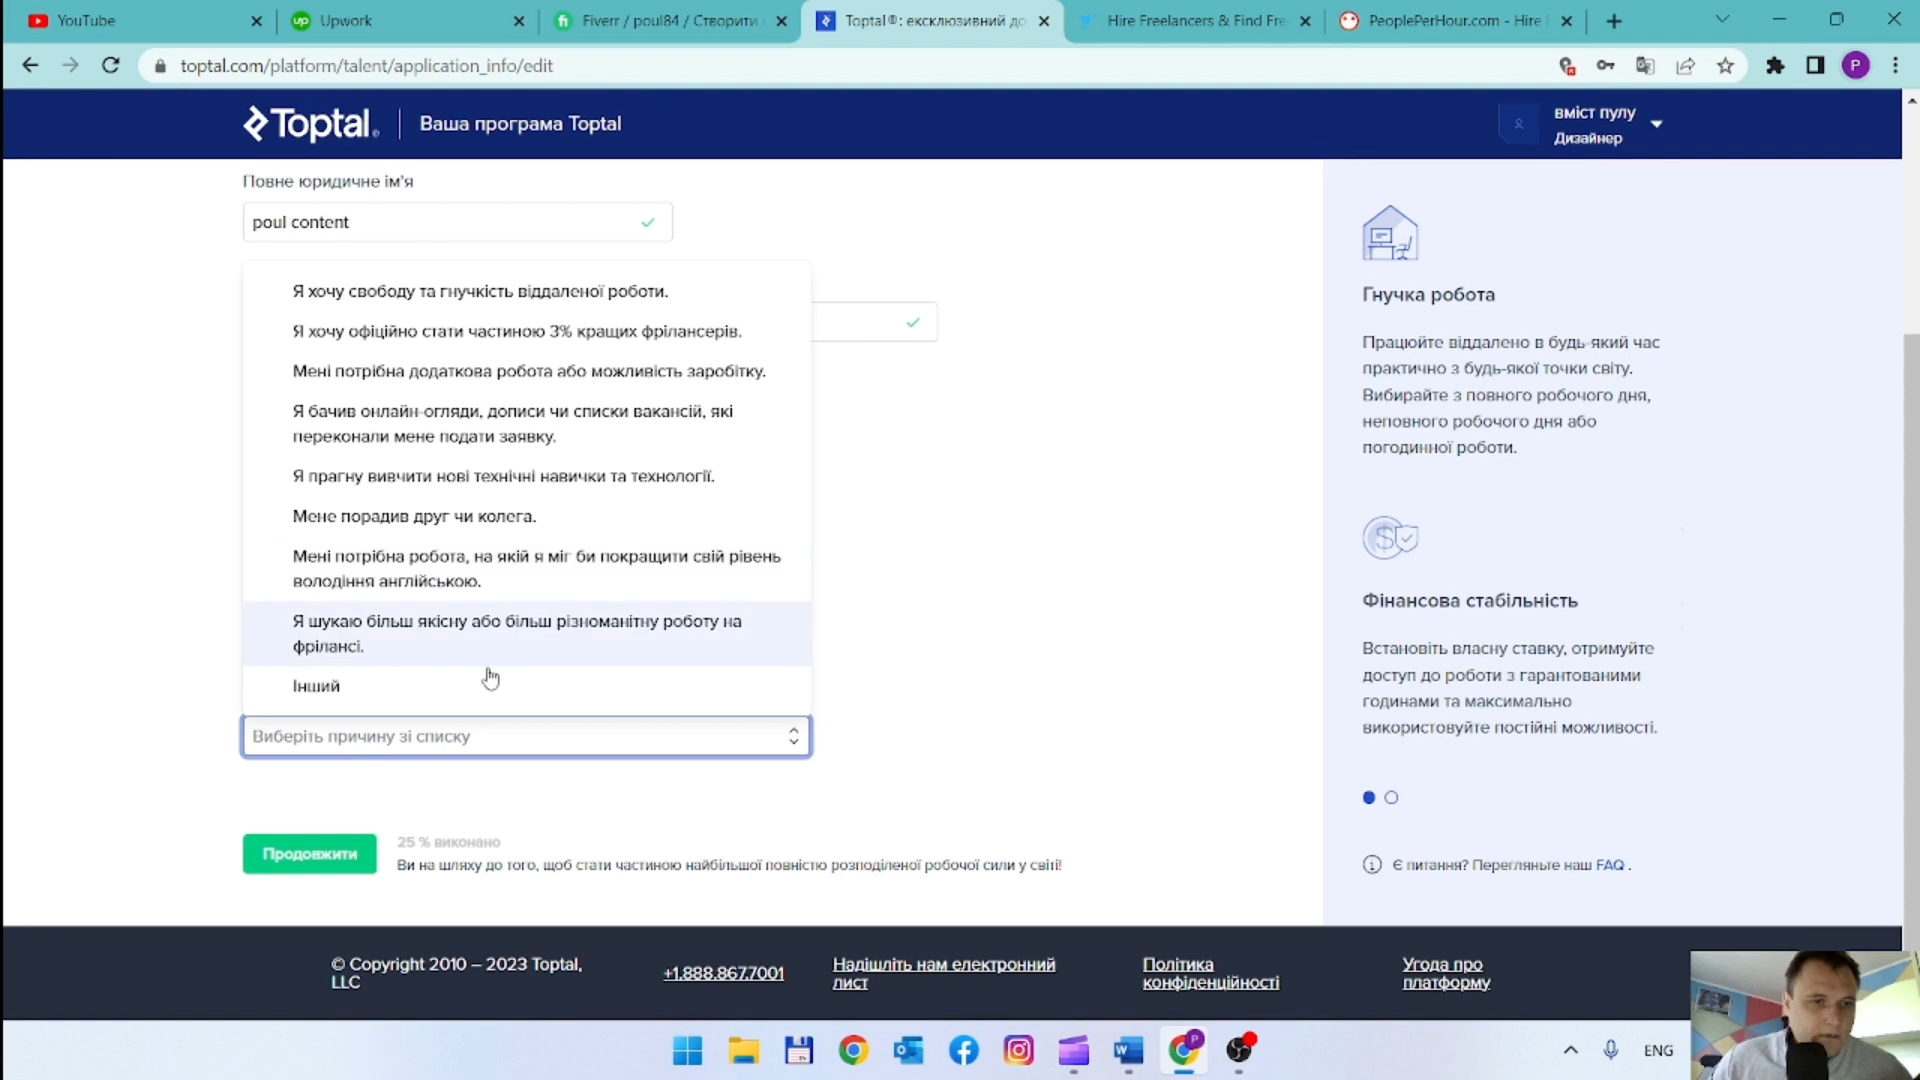 YouTube
Upwork
Fiverr / poul84 / Створити
Toptal®: ексклюзивний до
Hire Freelancers & Find Fre
PeoplePerHour.com - Hire F
toptal.com/platform/talent/application_info/edit
P
Toptal.
Ваша програма Toptal
вміст пулу
Дизайнер
Повне юридичне ім'я
poul content
Я хочу свободу та гнучкість віддаленої роботи.
Я хочу офіційно стати частиною 3% кращих фрілансерів.
Мені потрібна додаткова робота або можливість заробітку.
Я бачив онлайн-огляди, дописи чи списки вакансій, які
переконали мене подати заявку.
Я прагну вивчити нові технічні навички та технології.
Мене порадив друг чи колега.
Мені потрібна робота, на якій я міг би покращити свій рівень
володіння англійською.
Я шукаю більш якісну або більш різноманітну роботу на
фрілансі.
Інший
Виберіть причину зі списку
Продовжити
25 % виконано
Ви на шляху до того, щоб стати частиною найбільшої повністю розподіленої робочої сили у світі!
Гнучка робота
Працюйте віддалено в будь-який час
практично з будь-якої точки світу.
Вибирайте з повного робочого дня,
неповного робочого дня або
погодинної роботи.
Фінансова стабільність
Встановіть власну ставку, отримуйте
доступ до роботи з гарантованими
годинами та максимально
використовуйте постійні можливості.
Є питання? Перегляньте наш FAQ .
© Copyright 2010 – 2023 Toptal,
LLC
+1.888.867.7001
Надішліть нам електронний
лист
Політика
конфіденційності
Угода про
платформу
ENG